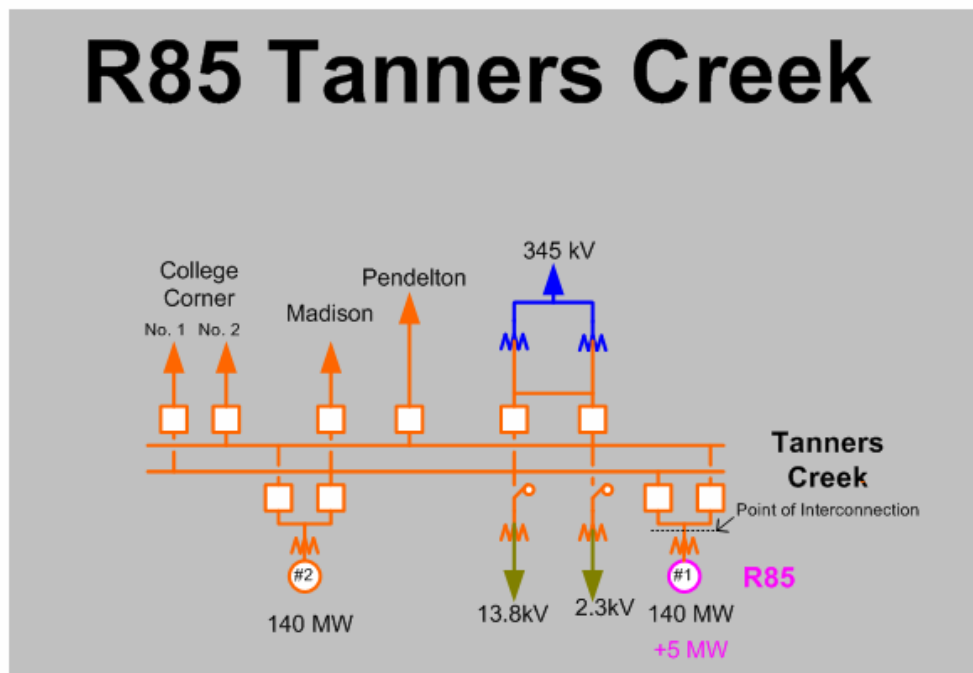 R85 Tanners Creek
345 kV
College
Corner
No. 1 No. 2
Madison
Pendelton
Tanners
Creek
Point of Interconnection
#2
140 MW
13.8kV
2.3kV
#1
R85
140 MW
+5 MW